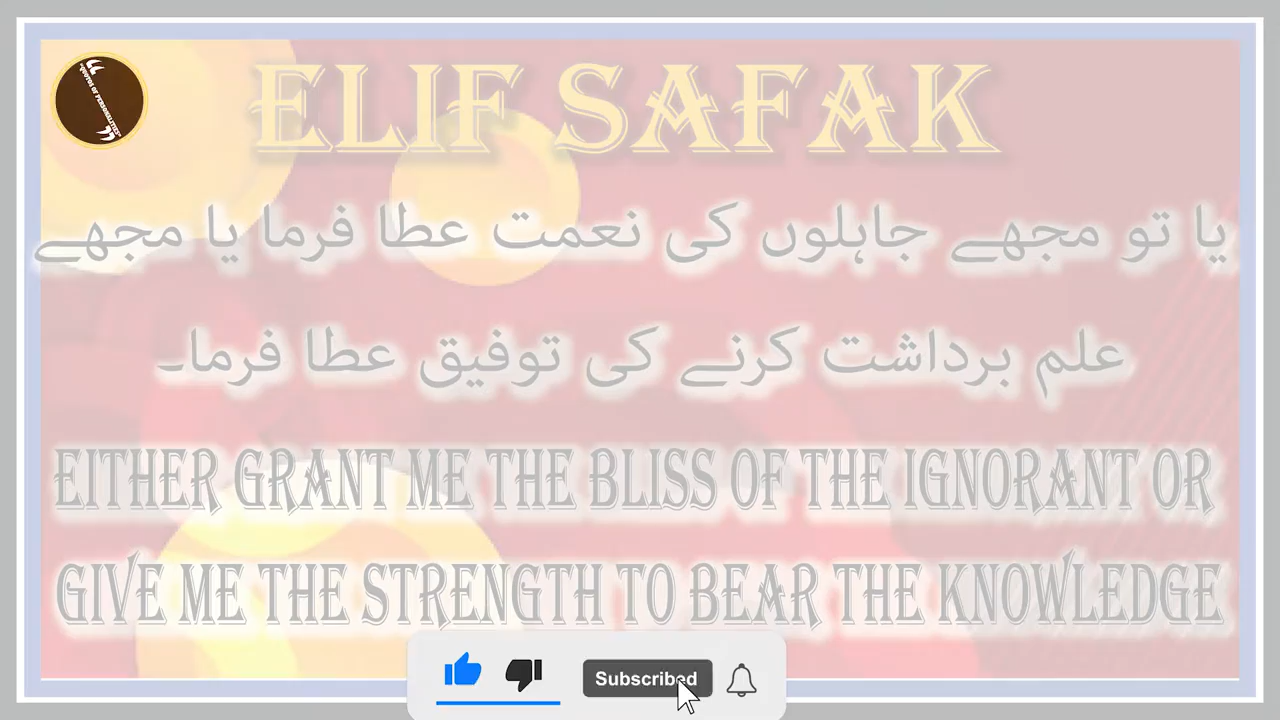 ELIF SAFAK
یا تو مجھے جاہلوں کی نعمت عطا فرما یا مجھے
علم برداشت کرنے کی توفیق عطا فرما۔
EITHER GRANT ME THE BLISS OF THE IGNORANT OR
GIVE ME THE STRENGTH TO BEAR THE KNOWLEDGE
Subscribed